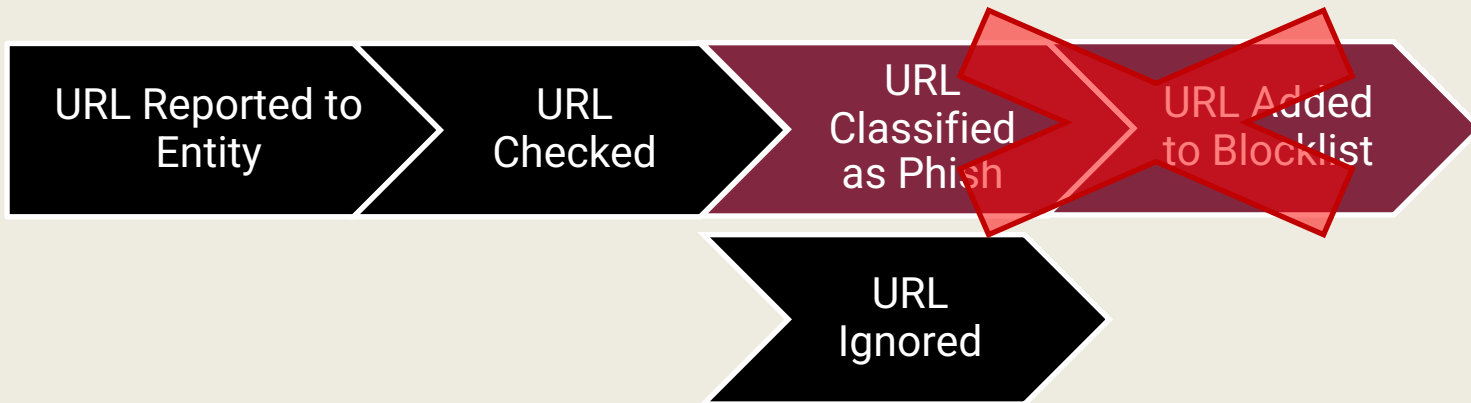 URL Reported to
Entity
URL
Checked
URL
Classified
as Phish
URL Added
to Blocklist
URL
Ignored